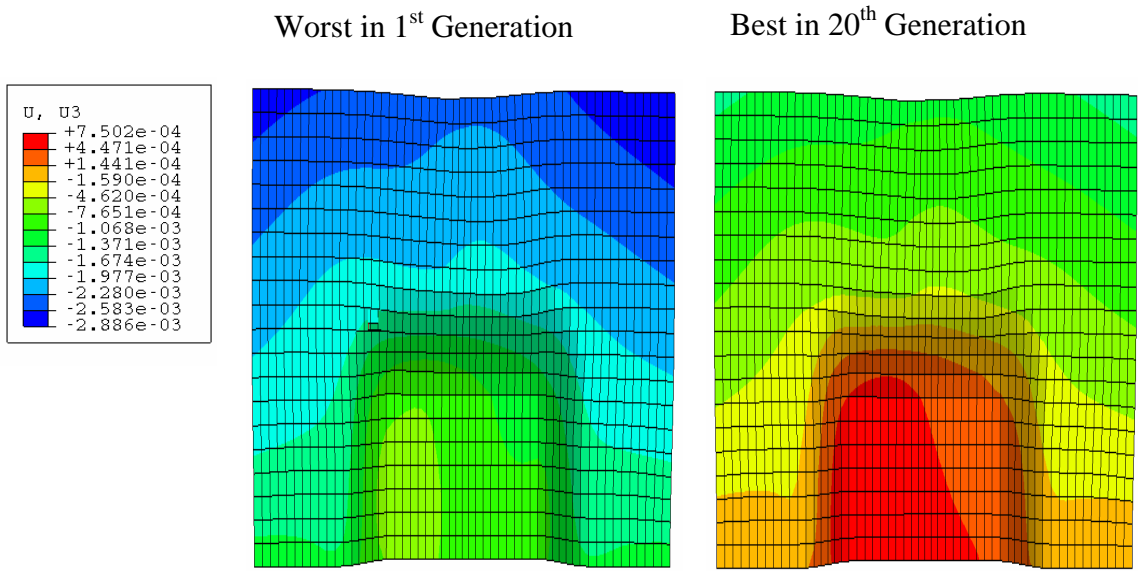 Worst in 1st Generation
Best in 20th Generation
U, U3
+7.502e-04
+4.471e-04
+1.441e-04
-1.590e-04
-4.620e-04
-7.651e-04
-1.068e-03
-1.371e-03
-1.674e-03
-1.977e-03
-2.280e-03
-2.583e-03
-2.886e-03